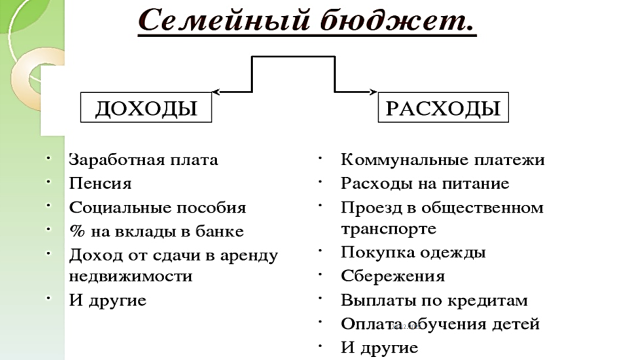 Семейный бюджет.
ДОХОДЫ
РАСХОДЫ
Заработная плата
Пенсия
Социальные пособия
% на вклады в банке
Доход от сдачи в аренду
недвижимости
И другие
Коммунальные платежи
Расходы на питание
Проезд в общественном
транспорте
Покупка одежды
Сбережения
Выплаты по кредитам
Оплата обучения детей
И другие